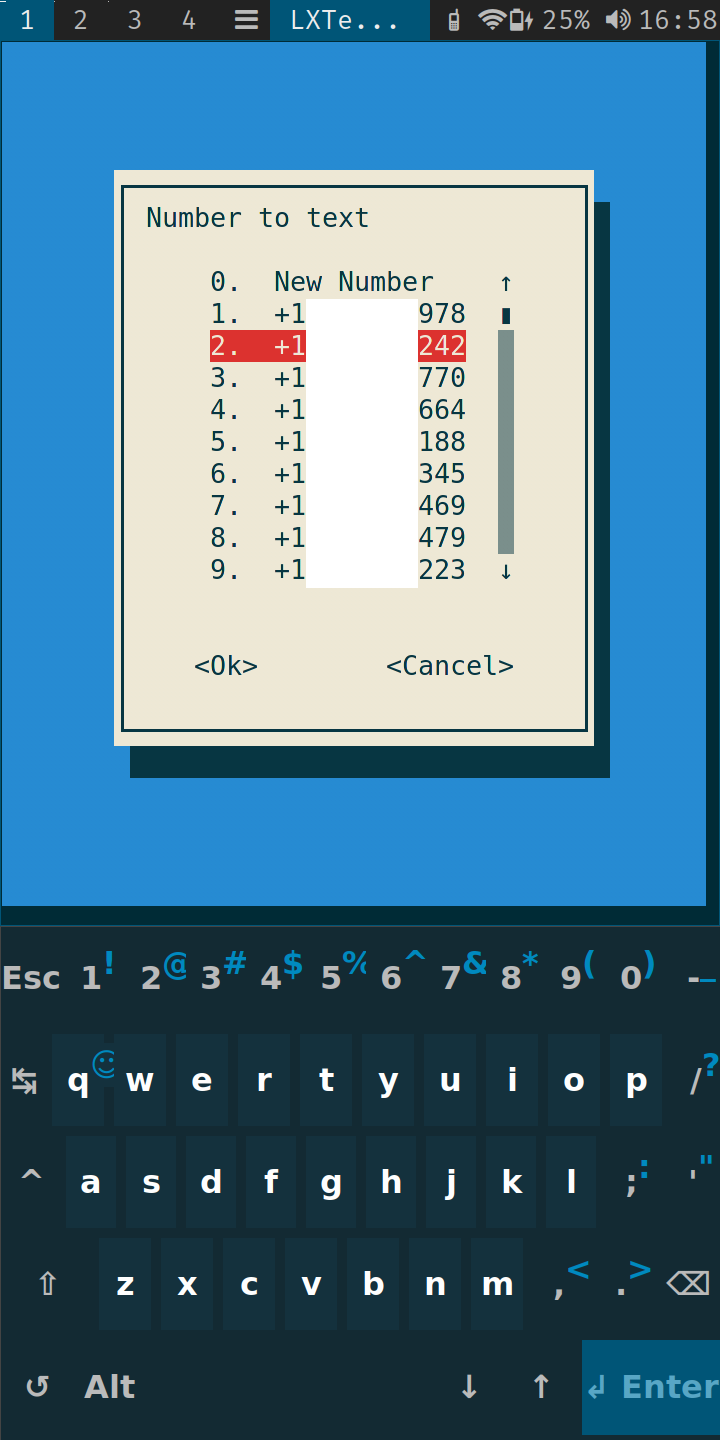 1 2 3 4 ☰ LXTe... 25% 16:58
Number to text
0. New Number ↑
1. +1 978
2. +1 242
3. +1 770
4. +1 664
5. +1 188
6. +1 345
7. +1 469
8. +1 479
9. +1 223 ↓
<Ok> <Cancel>
Esc 1! 2@ 3# 4$ 5% 6^ 7& 8* 9( 0) -_
↹ q☺ w e r t y u i o p /?
^ a s d f g h j k l ;: '"
⇧ z x c v b n m ,< .> ⌫
↺ Alt ↓ ↑ ↲ Enter